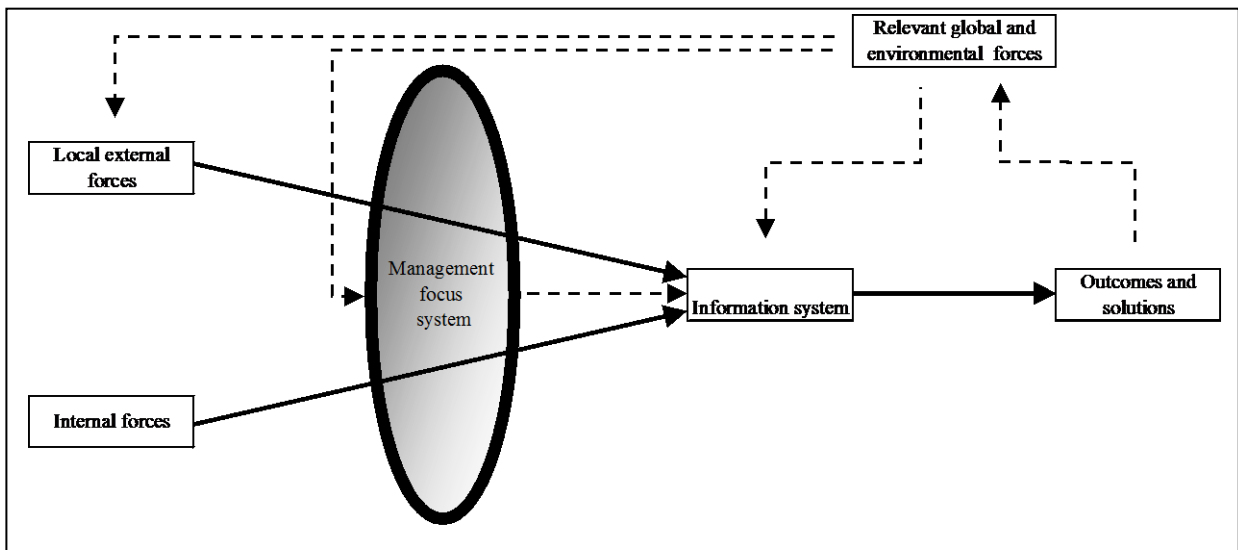 Relevant global and
environmental forces
Local external
forces
Management
focus
system
Information system
Outcomes and
solutions
Internal forces